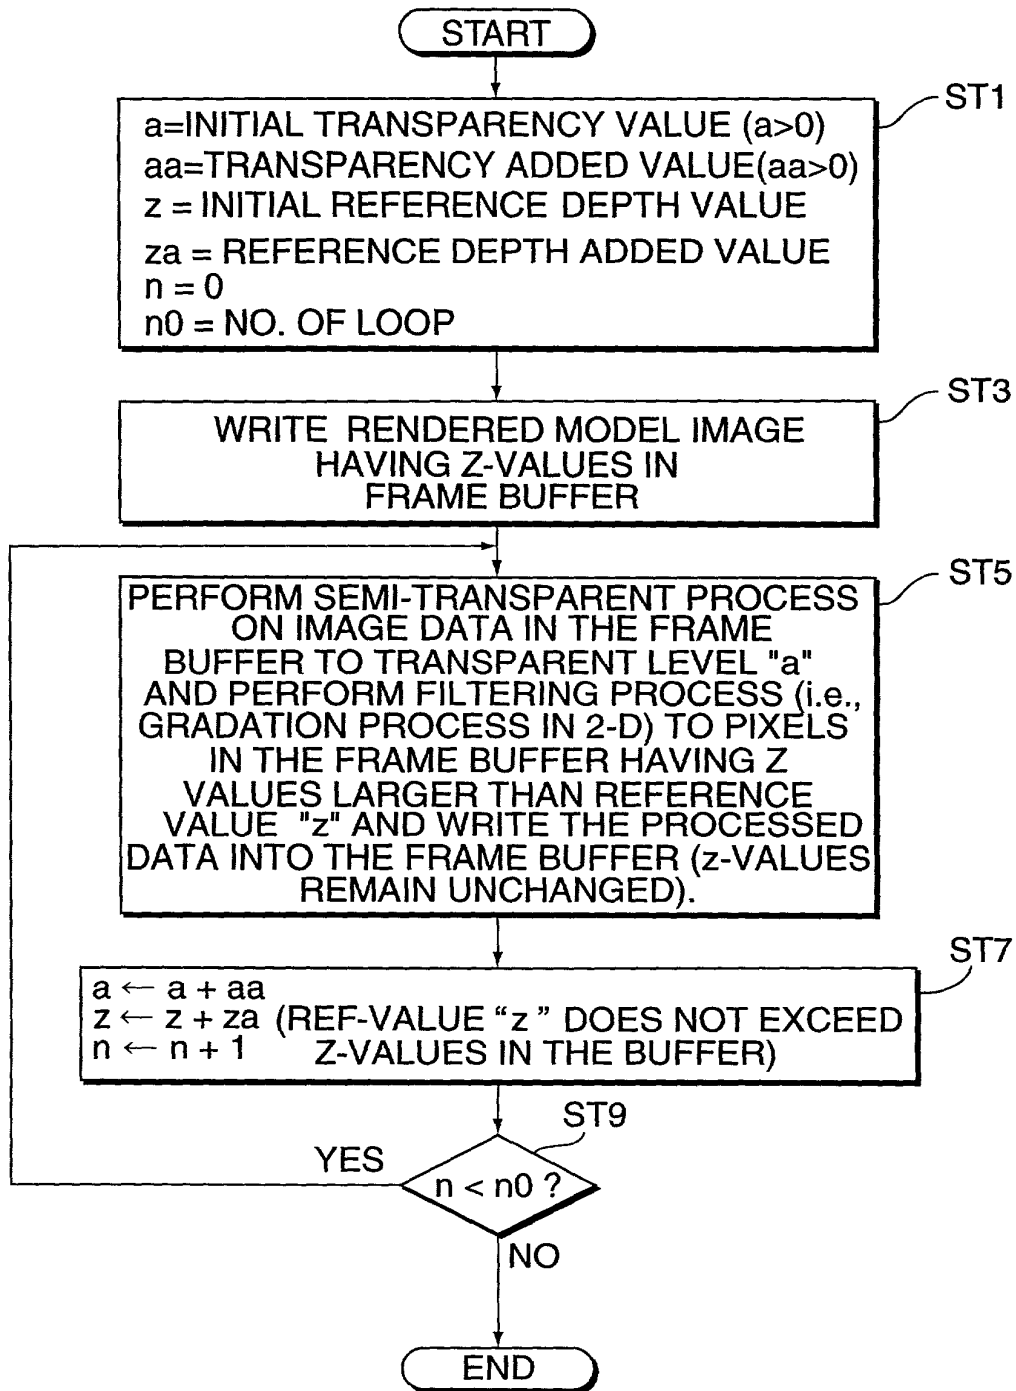 START
ST1
a=INITIAL TRANSPARENCY VALUE (a>0)
aa=TRANSPARENCY ADDED VALUE(aa>0)
z = INITIAL REFERENCE DEPTH VALUE
za = REFERENCE DEPTH ADDED VALUE
n = 0
n0 = NO. OF LOOP
ST3
WRITE RENDERED MODEL IMAGE
HAVING Z-VALUES IN
FRAME BUFFER
ST5
PERFORM SEMI-TRANSPARENT PROCESS
ON IMAGE DATA IN THE FRAME
BUFFER TO TRANSPARENT LEVEL "a"
AND PERFORM FILTERING PROCESS (i.e.,
GRADATION PROCESS IN 2-D) TO PIXELS
IN THE FRAME BUFFER HAVING Z
VALUES LARGER THAN REFERENCE
VALUE "z" AND WRITE THE PROCESSED
DATA INTO THE FRAME BUFFER (z-VALUES
REMAIN UNCHANGED).
ST7
a ← a + aa
z ← z + za (REF-VALUE “z” DOES NOT EXCEED
n ← n + 1 Z-VALUES IN THE BUFFER)
ST9
YES
n < n0 ?
NO
END